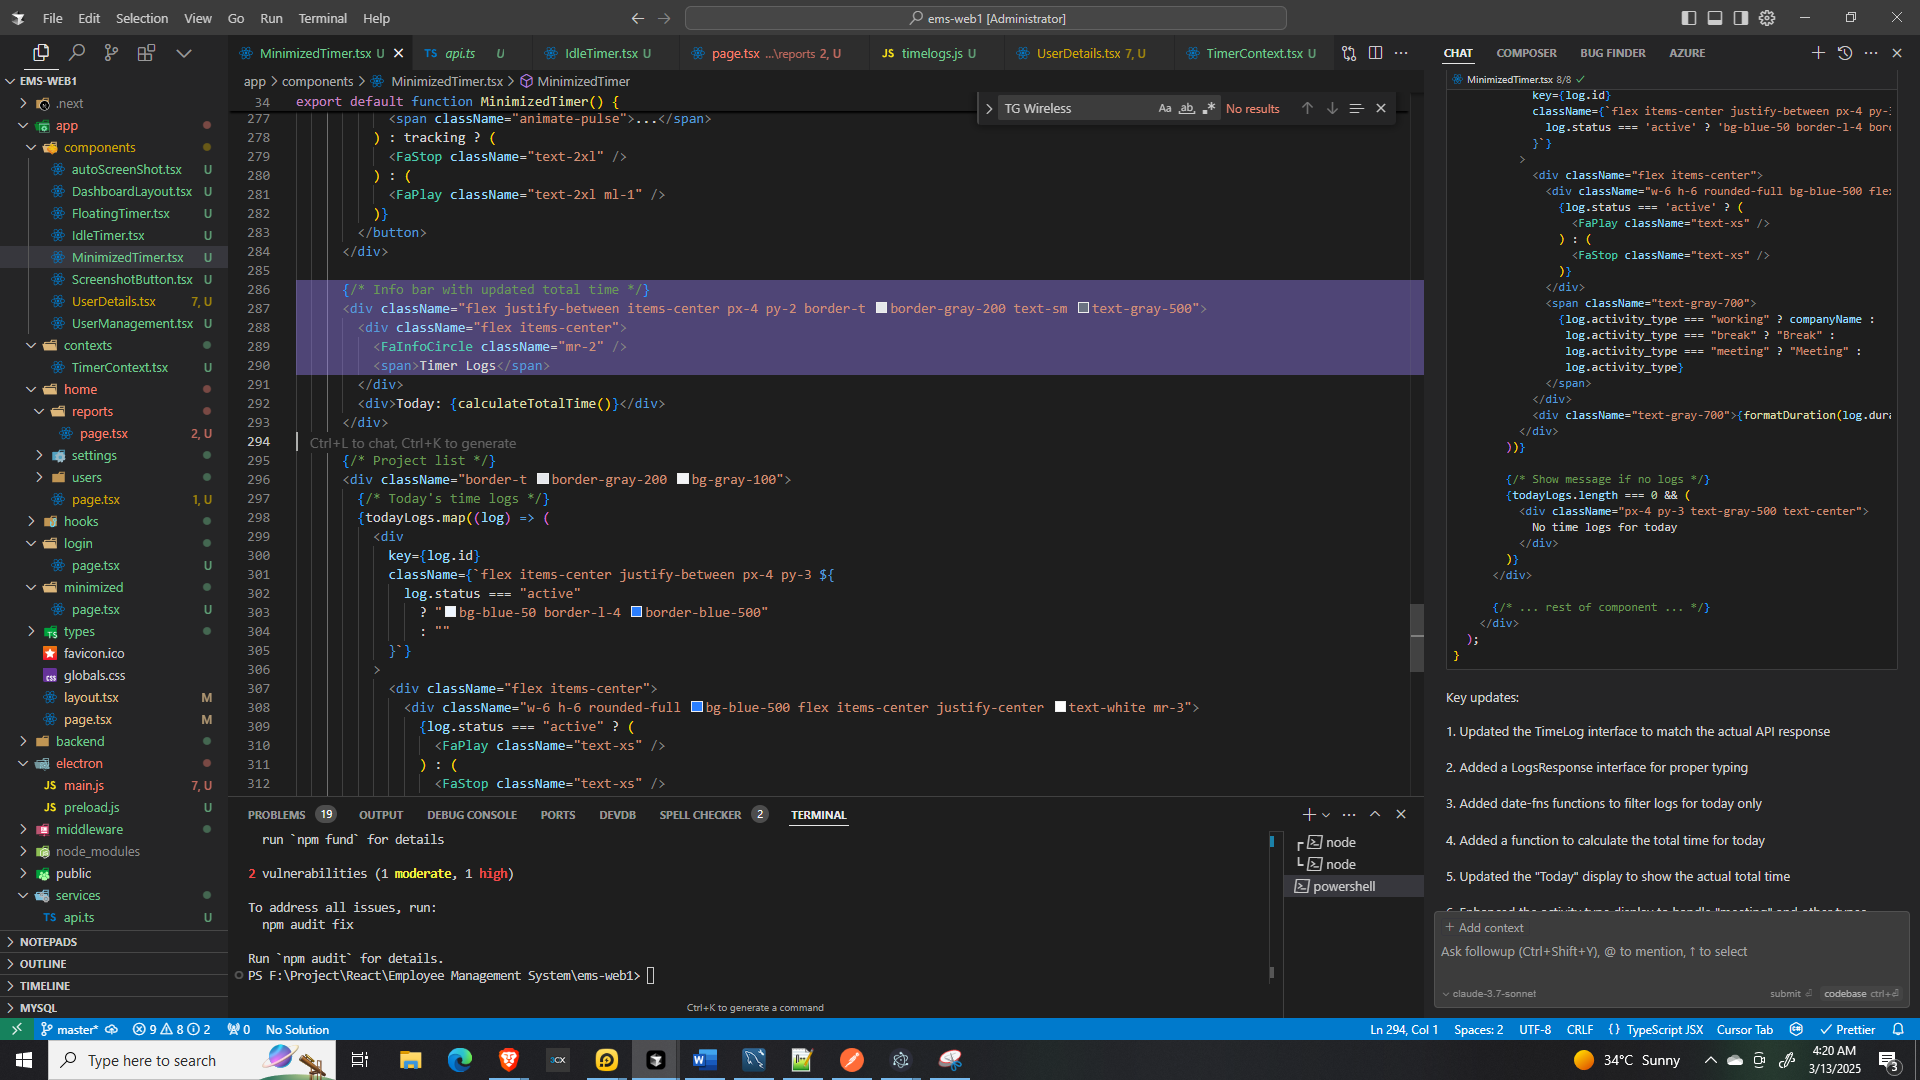 File Edit Selection View Go Run Terminal Help
ems-web1 [Administrator]
EMS-WEB1
.next
app
components
autoScreenShot.tsx U
DashboardLayout.tsx U
FloatingTimer.tsx U
IdleTimer.tsx U
MinimizedTimer.tsx U
ScreenshotButton.tsx U
UserDetails.tsx 7, U
UserManagement.tsx U
contexts
TimerContext.tsx U
home
reports
page.tsx 2, U
settings
users
page.tsx 1, U
hooks
login
page.tsx U
minimized
page.tsx U
types
favicon.ico
globals.css
layout.tsx M
page.tsx M
backend
electron
JS main.js 7, U
JS preload.js U
middleware
node_modules
public
services
TS api.ts U
NOTEPADS
OUTLINE
TIMELINE
MYSQL
MinimizedTimer.tsx U
TS api.ts U
IdleTimer.tsx U
page.tsx ...\reports 2, U
JS timelogs.js U
UserDetails.tsx 7, U
TimerContext.tsx U
app > components > MinimizedTimer.tsx > MinimizedTimer
TG Wireless Aa ab .* No results
34 export default function MinimizedTimer() {
277 <span className="animate-pulse">...</span>
278 ) : tracking ? (
279 <FaStop className="text-2xl" />
280 ) : (
281 <FaPlay className="text-2xl ml-1" />
282 )}
283 </button>
284 </div>
285
286 {/* Info bar with updated total time */}
287 <div className="flex justify-between items-center px-4 py-2 border-t border-gray-200 text-sm text-gray-500">
288 <div className="flex items-center">
289 <FaInfoCircle className="mr-2" />
290 <span>Timer Logs</span>
291 </div>
292 <div>Today: {calculateTotalTime()}</div>
293 </div>
294 Ctrl+L to chat, Ctrl+K to generate
295 {/* Project list */}
296 <div className="border-t border-gray-200 bg-gray-100">
297 {/* Today's time logs */}
298 {todayLogs.map((log) => (
299 <div
300 key={log.id}
301 className={`flex items-center justify-between px-4 py-3 ${
302 log.status === "active"
303 ? "bg-blue-50 border-l-4 border-blue-500"
304 : ""
305 }`}
306 >
307 <div className="flex items-center">
308 <div className="w-6 h-6 rounded-full bg-blue-500 flex items-center justify-center text-white mr-3">
309 {log.status === "active" ? (
310 <FaPlay className="text-xs" />
311 ) : (
312 <FaStop className="text-xs" />
PROBLEMS 19 OUTPUT DEBUG CONSOLE PORTS DEVDB SPELL CHECKER 2 TERMINAL
run `npm fund` for details
2 vulnerabilities (1 moderate, 1 high)
To address all issues, run:
npm audit fix
Run `npm audit` for details.
PS F:\Project\React\Employee Management System\ems-web1>
Ctrl+K to generate a command
node
node
powershell
CHAT COMPOSER BUG FINDER AZURE
MinimizedTimer.tsx 8/8
key={log.id}
className={`flex items-center justify-between px-4 py-
log.status === 'active' ? 'bg-blue-50 border-l-4
}`}
>
<div className="flex items-center">
<div className="w-6 h-6 rounded-full bg-blue-500
{log.status === 'active' ? (
<FaPlay className="text-xs" />
) : (
<FaStop className="text-xs" />
)}
</div>
<span className="text-gray-700">
{log.activity_type === "working" ? companyName :
log.activity_type === "break" ? "Break" :
log.activity_type === "meeting" ? "Meeting" :
log.activity_type}
</span>
</div>
<div className="text-gray-700">{formatDuration(log.
</div>
))}
{/* Show message if no logs */}
{todayLogs.length === 0 && (
<div className="px-4 py-3 text-gray-500 text-center">
No time logs for today
</div>
)}
</div>
{/* ... rest of component ... */}
</div>
);
}
Key updates:
1. Updated the TimeLog interface to match the actual API response
2. Added a LogsResponse interface for proper typing
3. Added date-fns functions to filter logs for today only
4. Added a function to calculate the total time for today
5. Updated the "Today" display to show the actual total time
+ Add context
Ask followup (Ctrl+Shift+Y), @ to mention, ↑ to select
claude-3.7-sonnet submit codebase ctrl+
master* 9 8 2 0 No Solution
Ln 294, Col 1 Spaces: 2 UTF-8 CRLF {} TypeScript JSX Cursor Tab Prettier
Type here to search
34°C Sunny
4:20 AM
3/13/2025
3